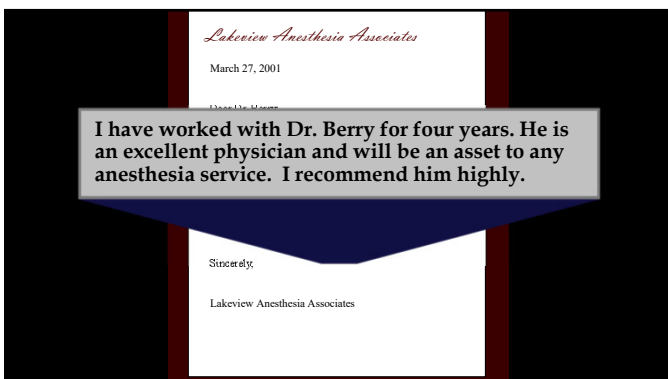 Lakeview Anesthesia Associates
March 27, 2001
I have worked with Dr. Berry for four years. He is
an excellent physician and will be an asset to any
anesthesia service.  I recommend him highly.
Sincerely,
Lakeview Anesthesia Associates